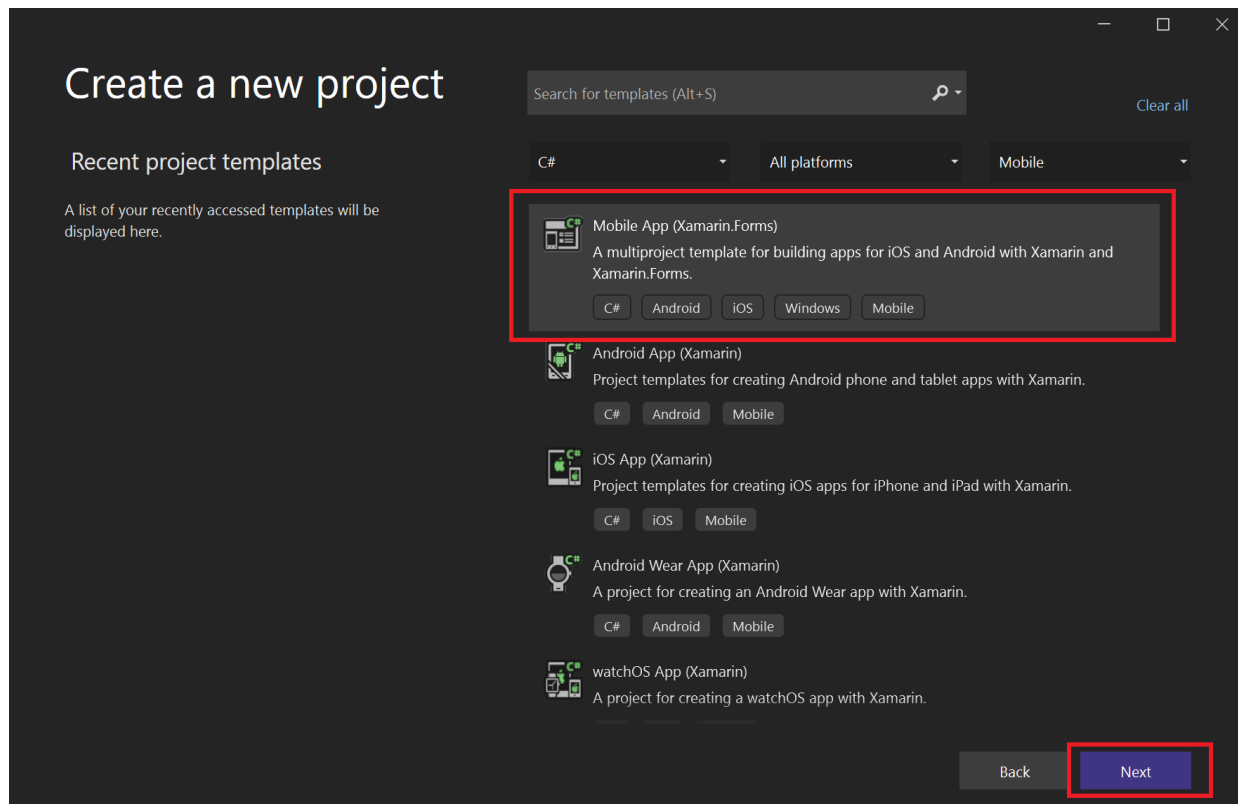 Create a new project
Search for templates (Alt+S)
Clear all
Recent project templates
C#
All platforms
Mobile
A list of your recently accessed templates will be
displayed here.
C#
Mobile App (Xamarin.Forms)
A multiproject template for building apps for iOS and Android with Xamarin and
Xamarin.Forms.
C#
Android
iOS
Windows
Mobile
C#
Android App (Xamarin)
Project templates for creating Android phone and tablet apps with Xamarin.
C#
Android
Mobile
C#
iOS App (Xamarin)
Project templates for creating iOS apps for iPhone and iPad with Xamarin.
C#
iOS
Mobile
C#
Android Wear App (Xamarin)
A project for creating an Android Wear app with Xamarin.
C#
Android
Mobile
C#
watchOS App (Xamarin)
A project for creating a watchOS app with Xamarin.
Back
Next